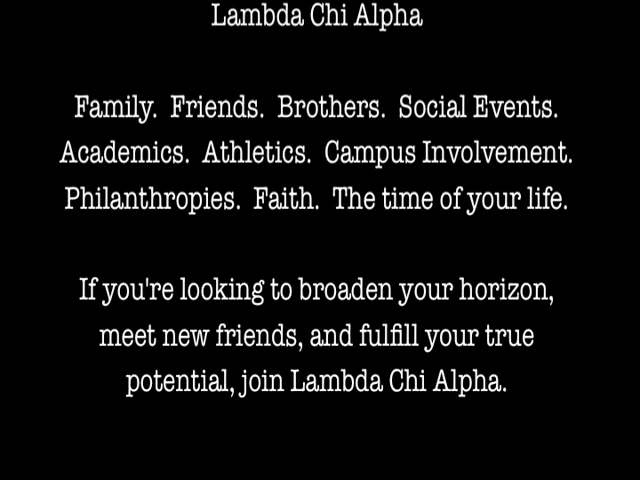 Lambda Chi Alpha
Family.  Friends.  Brothers.  Social Events.
Academics.  Athletics.  Campus Involvement.
Philanthropies.  Faith.  The time of your life.
If you're looking to broaden your horizon,
meet new friends, and fulfill your true
potential, join Lambda Chi Alpha.